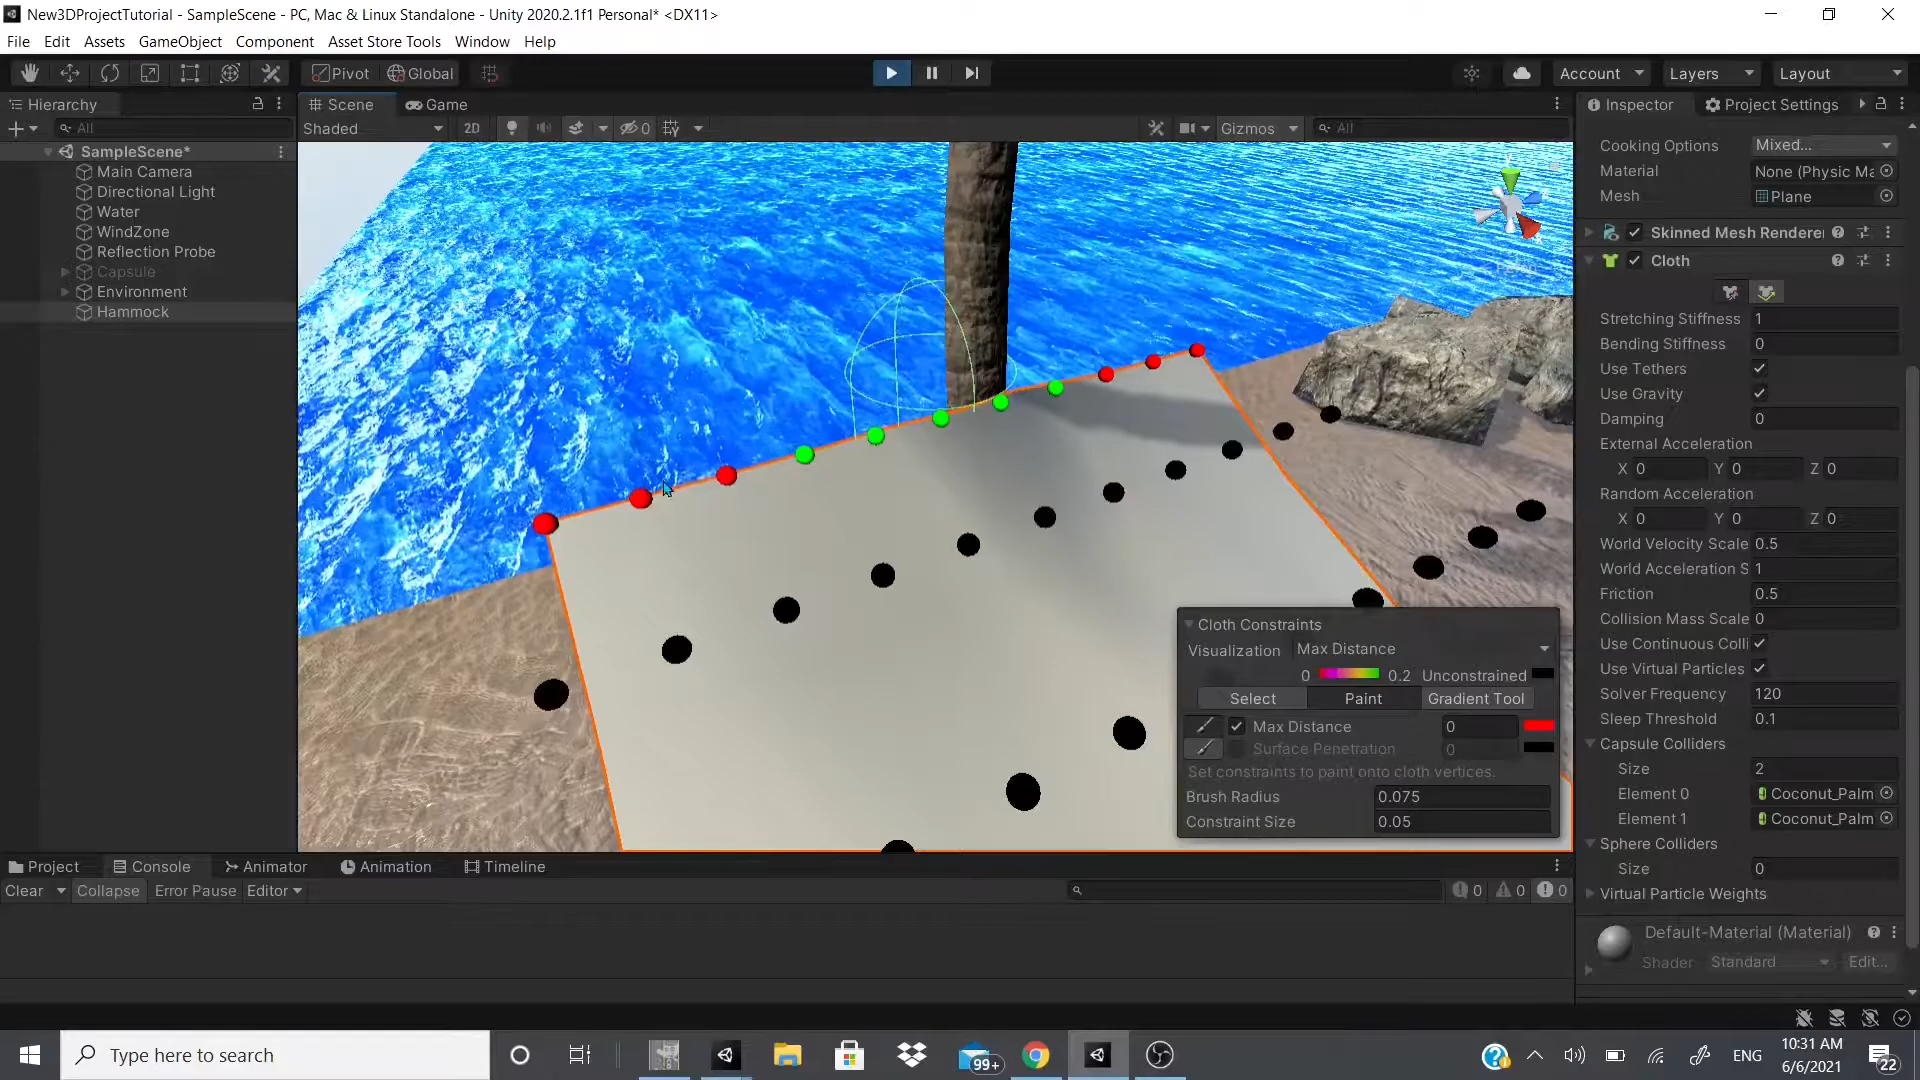 New3DProjectTutorial - SampleScene - PC, Mac & Linux Standalone - Unity 2020.2.1f1 Personal* <DX11>
File Edit Assets GameObject Component Asset Store Tools Window Help
Pivot Global Account Layers Layout
Hierarchy
All
SampleScene*
Main Camera
Directional Light
Water
WindZone
Reflection Probe
Capsule
Environment
Hammock
Scene Game
Shaded 2D 0 Gizmos All
Cloth Constraints
Visualization Max Distance
0 0.2 Unconstrained
Select Paint Gradient Tool
Max Distance 0
Surface Penetration 0
Set constraints to paint onto cloth vertices.
Brush Radius 0.075
Constraint Size 0.05
Inspector Project Settings
Cooking Options Mixed...
Material None (Physic Ma
Mesh Plane
Skinned Mesh Renderer
Cloth
Stretching Stiffness 1
Bending Stiffness 0
Use Tethers
Use Gravity
Damping 0
External Acceleration
X 0 Y 0 Z 0
Random Acceleration
X 0 Y 0 Z 0
World Velocity Scale 0.5
World Acceleration S 1
Friction 0.5
Collision Mass Scale 0
Use Continuous Colli
Use Virtual Particles
Solver Frequency 120
Sleep Threshold 0.1
Capsule Colliders
Size 2
Element 0 Coconut_Palm
Element 1 Coconut_Palm
Sphere Colliders
Size 0
Virtual Particle Weights
Default-Material (Material)
Shader Standard Edit...
Project Console Animator Animation Timeline
Clear Collapse Error Pause Editor 0 0 0
Type here to search
99+
ENG
10:31 AM
6/6/2021
22